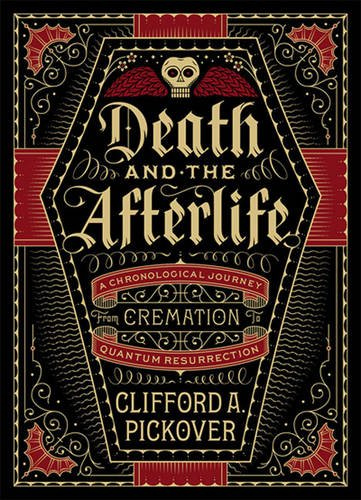 Death
AND · THE
Afterlife
A CHRONOLOGICAL JOURNEY
From CREMATION To
QUANTUM RESURRECTION
CLIFFORD A.
PICKOVER